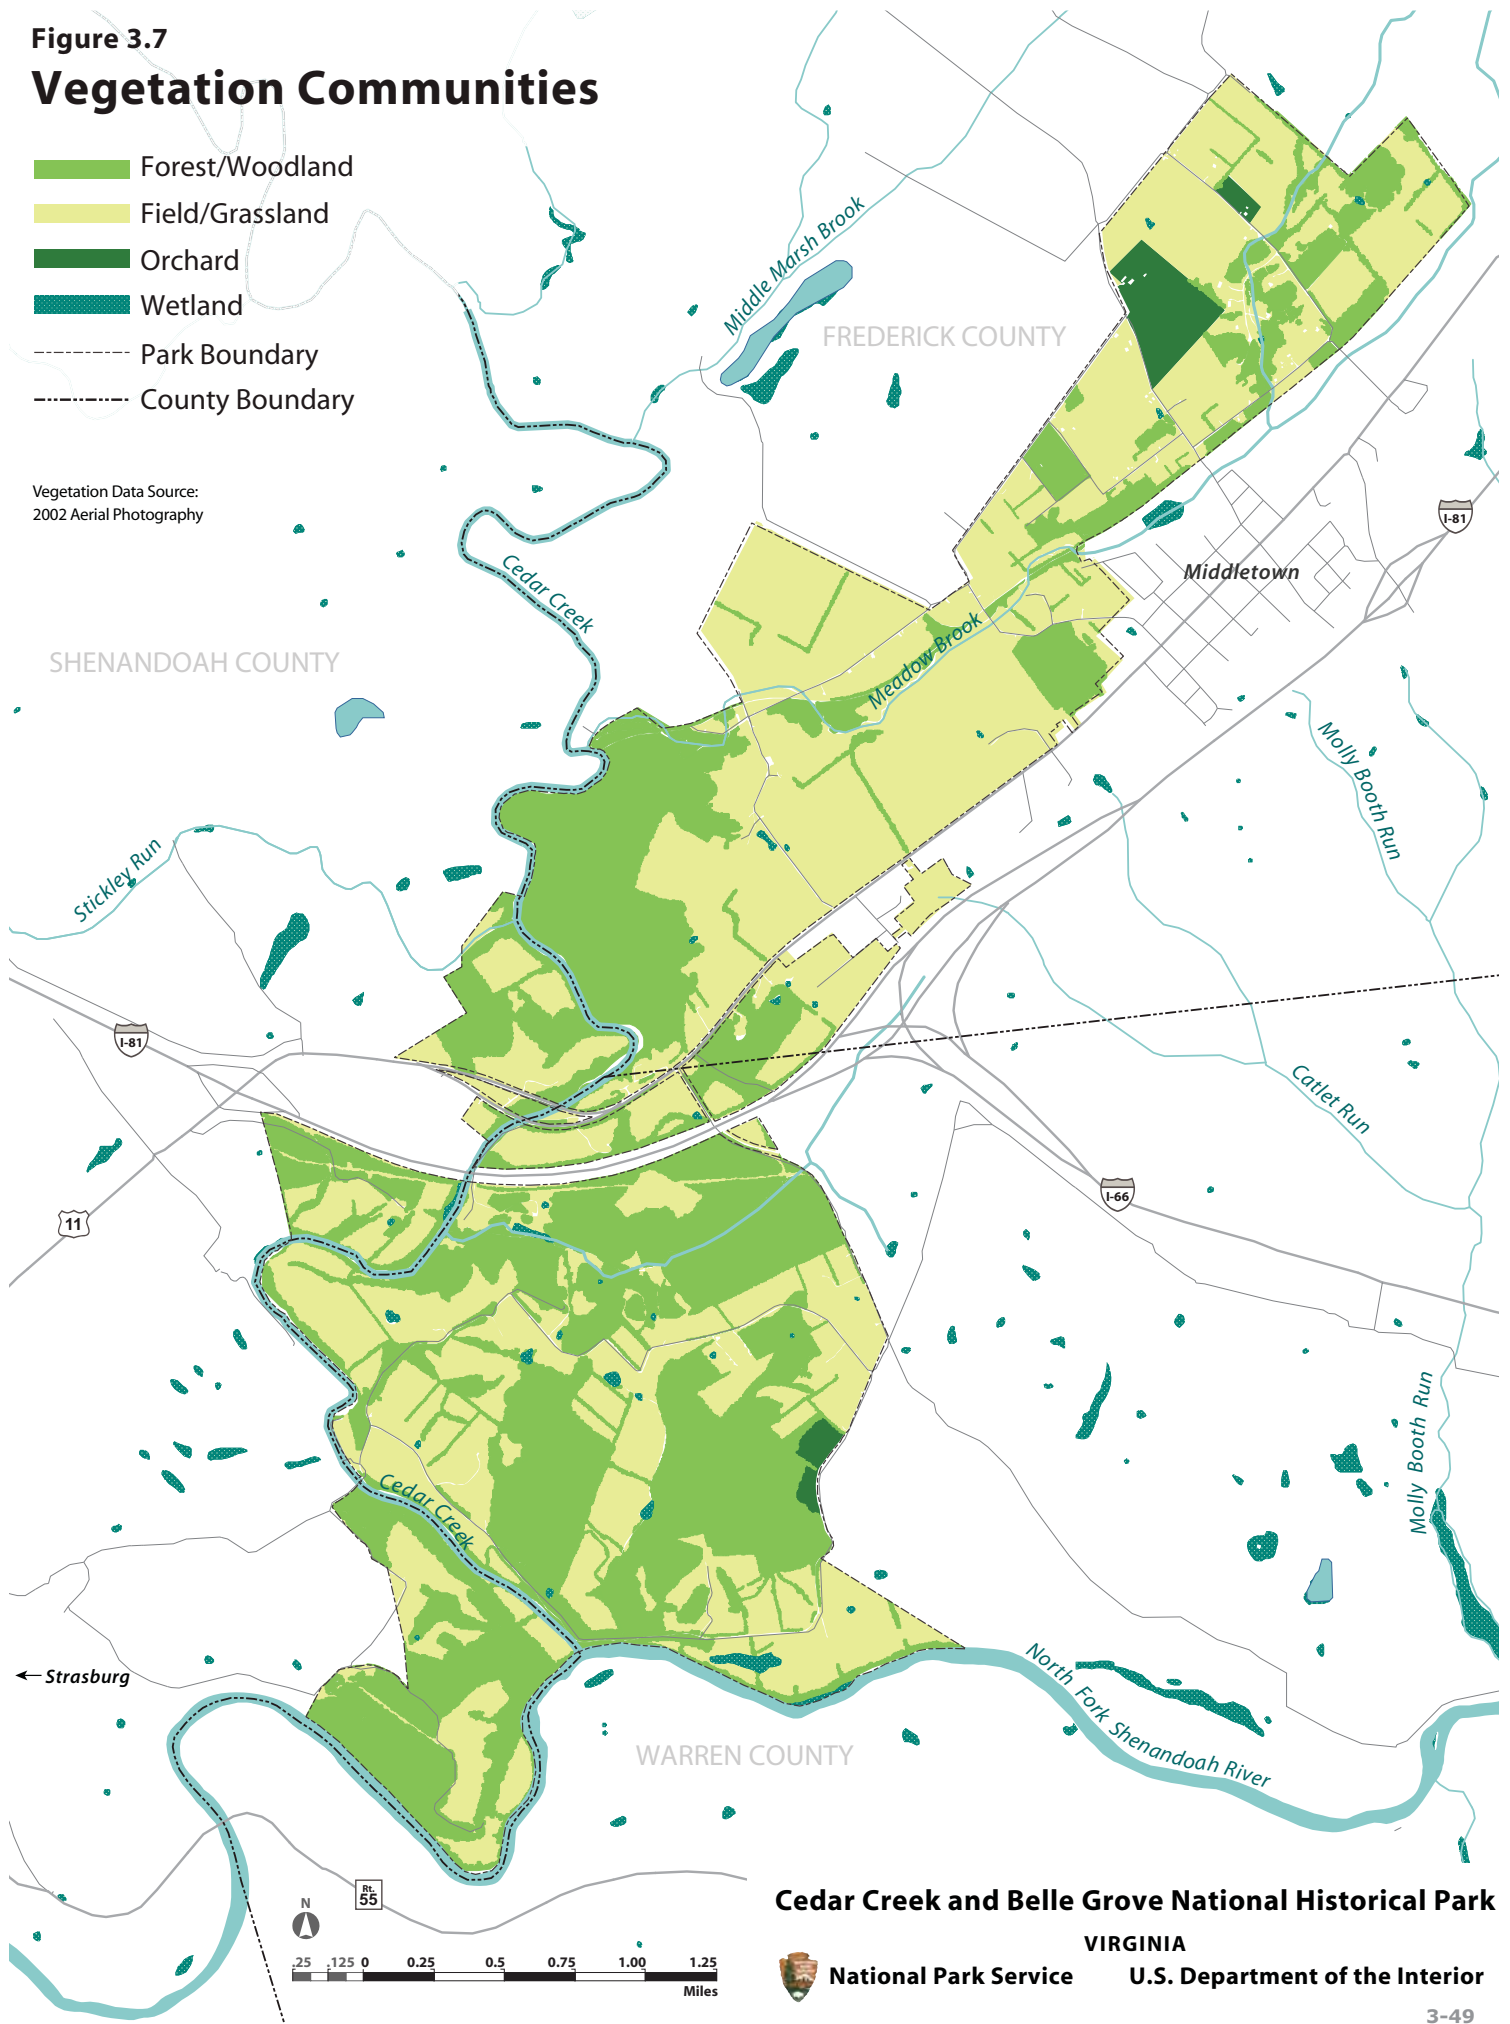 Figure 3.7
Vegetation Communities
Forest/Woodland
Field/Grassland
Orchard
Wetland
Park Boundary
County Boundary
Vegetation Data Source:
2002 Aerial Photography
Middle Marsh Brook
FREDERICK COUNTY
I-81
Middletown
Cedar Creek
SHENANDOAH COUNTY
Meadow Brook
Molly Booth Run
Stickley Run
I-81
Catlet Run
I-66
11
Molly Booth Run
Cedar Creek
Strasburg
North Fork Shenandoah River
WARREN COUNTY
Rt.
55
N
.25 .125 0 0.25 0.5 0.75 1.00 1.25
Miles
Cedar Creek and Belle Grove National Historical Park
VIRGINIA
National Park Service U.S. Department of the Interior
3-49